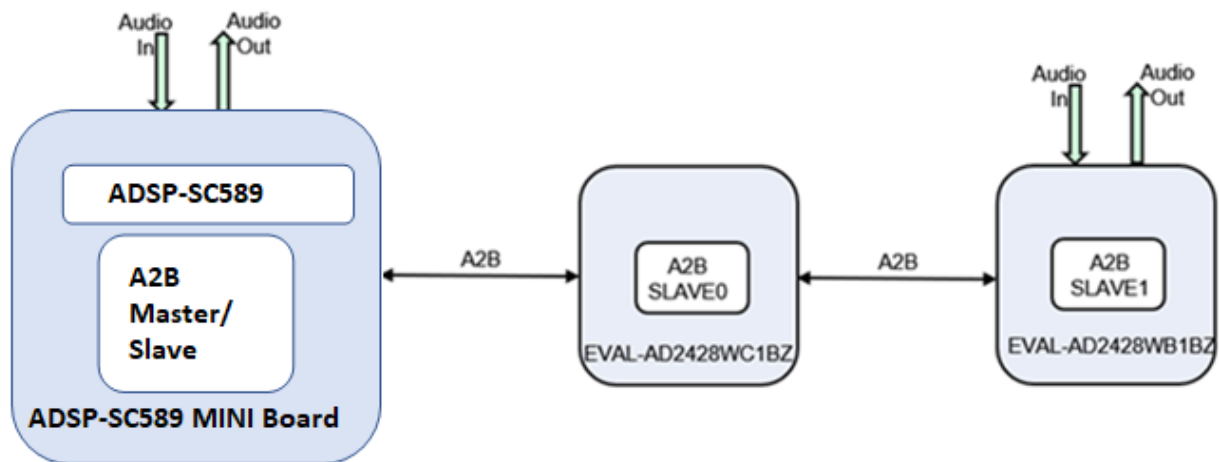 Audio
In
Audio
Out
ADSP-SC589
A2B
Master/
Slave
ADSP-SC589 MINI Board
A2B
A2B
SLAVE0
EVAL-AD2428WC1BZ
A2B
Audio
In
Audio
Out
A2B
SLAVE1
EVAL-AD2428WB1BZ